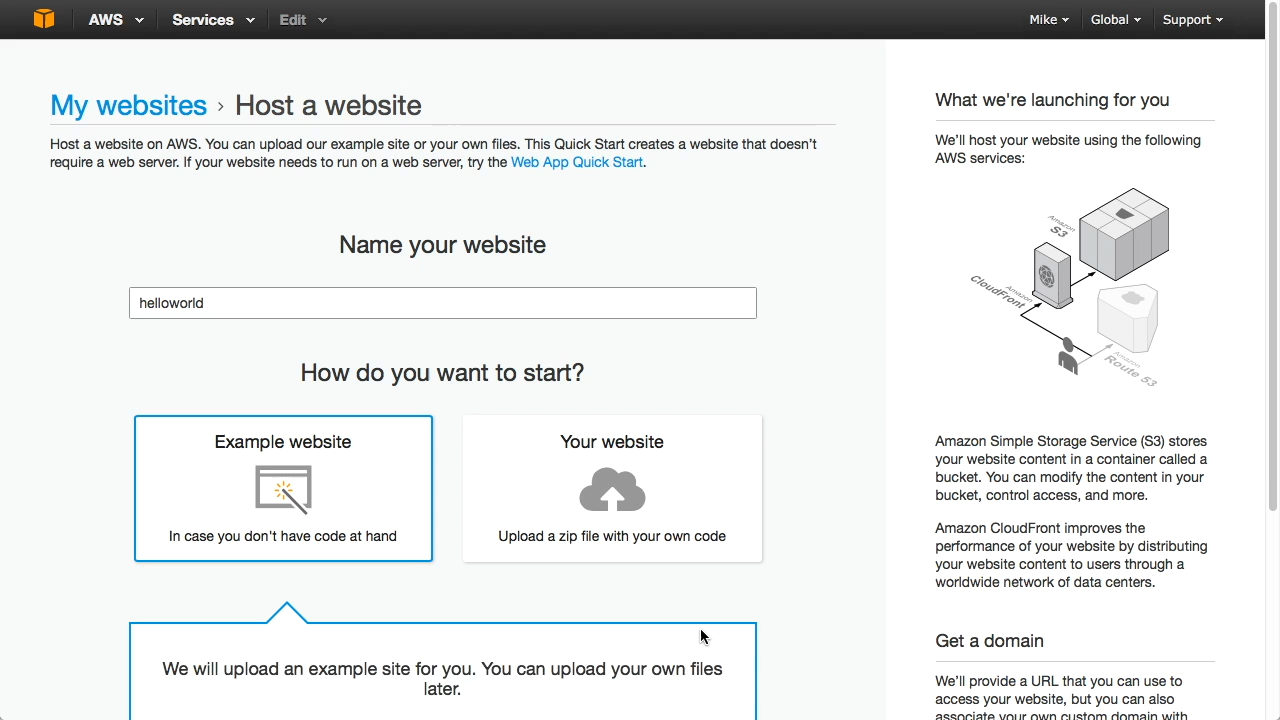 AWS Services Edit Mike Global Support
My websites › Host a website
Host a website on AWS. You can upload our example site or your own files. This Quick Start creates a website that doesn't
require a web server. If your website needs to run on a web server, try the Web App Quick Start.
Name your website
helloworld
How do you want to start?
Example website
In case you don't have code at hand
Your website
Upload a zip file with your own code
We will upload an example site for you. You can upload your own files
later.
What we're launching for you
We'll host your website using the following
AWS services:
Amazon
S3
Amazon
CloudFront
Amazon
Route 53
Amazon Simple Storage Service (S3) stores
your website content in a container called a
bucket. You can modify the content in your
bucket, control access, and more.
Amazon CloudFront improves the
performance of your website by distributing
your website content to users through a
worldwide network of data centers.
Get a domain
We'll provide a URL that you can use to
access your website, but you can also
associate your own custom domain with